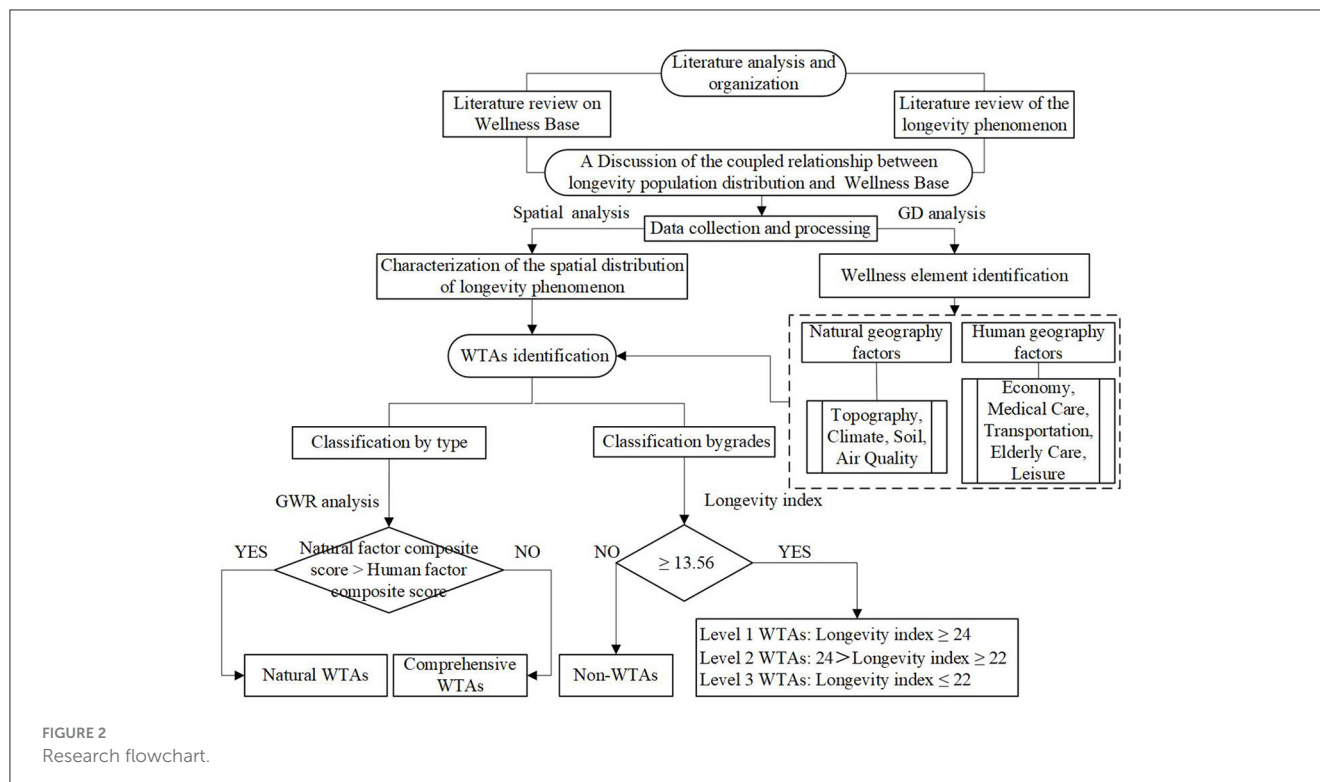 Literature analysis and
organization
Literature review on
Wellness Base
Literature review of the
longevity phenomenon
A Discussion of the coupled relationship between
longevity population distribution and Wellness Base
Spatial analysis
GD analysis
Data collection and processing
Characterization of the spatial distribution
of longevity phenomenon
Wellness element identification
WTAs identification
Natural geography
factors
Human geography
factors
Topography,
Climate, Soil,
Air Quality
Economy,
Medical Care,
Transportation,
Elderly Care,
Leisure
Classification by type
Classification bygrades
GWR analysis
Longevity index
YES
Natural factor composite
score > Human factor
composite score
NO
NO
≥ 13.56
YES
Natural WTAs
Comprehensive
WTAs
Non-WTAs
Level 1 WTAs: Longevity index ≥ 24
Level 2 WTAs: 24＞Longevity index ≥ 22
Level 3 WTAs: Longevity index ≤ 22
FIGURE 2
Research flowchart.